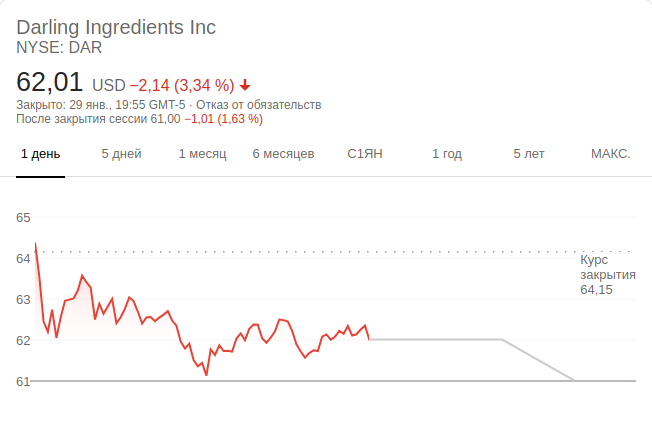 Darling Ingredients Inc
NYSE: DAR
62,01 USD −2,14 (3,34 %)
Закрыто: 29 янв., 19:55 GMT-5 · Отказ от обязательств
После закрытия сессии 61,00 −1,01 (1,63 %)
1 день 5 дней 1 месяц 6 месяцев С1ЯН 1 год 5 лет МАКС.
65
64
Курс
закрытия
64,15
63
62
61